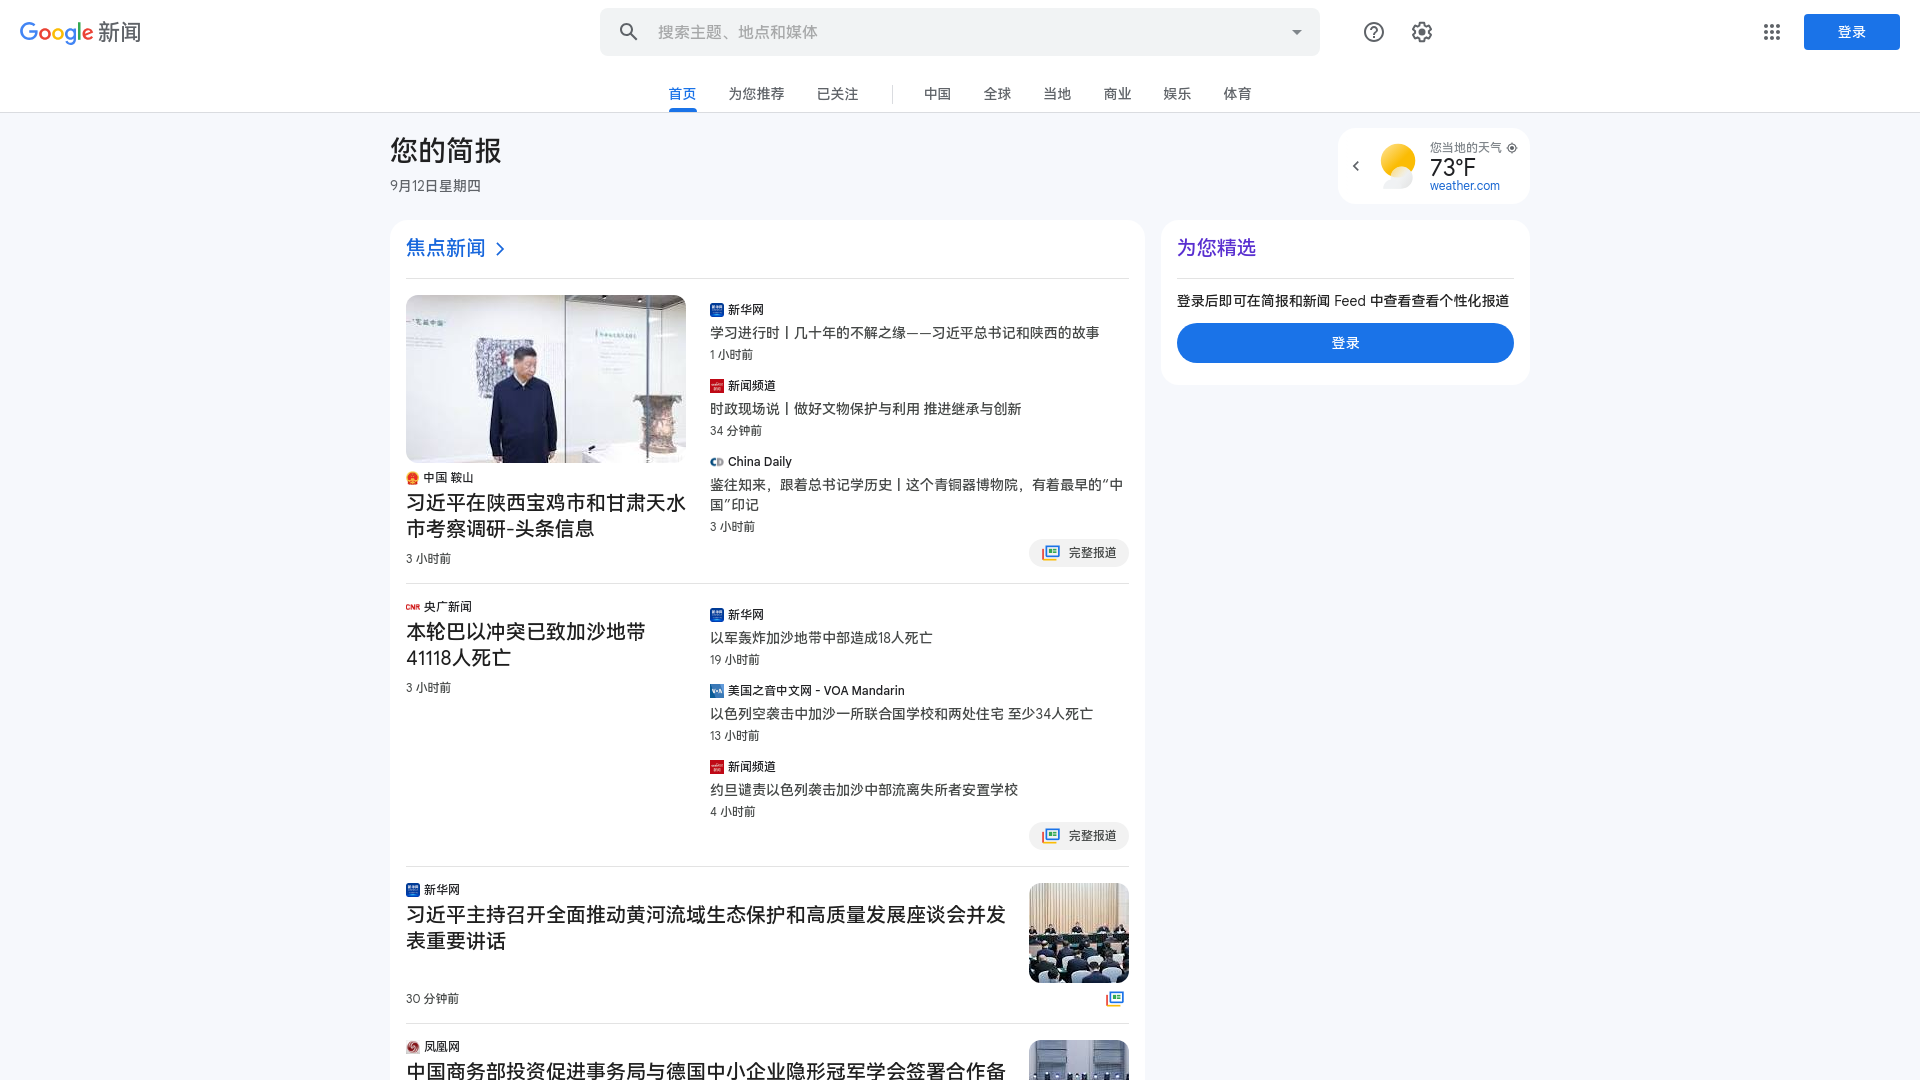 Google 新闻
搜索主题、地点和媒体
登录
首页
为您推荐
已关注
中国
全球
当地
商业
娱乐
体育
您的简报
9月12日星期四
您当地的天气
73°F
weather.com
焦点新闻
中国 鞍山
习近平在陕西宝鸡市和甘肃天水
市考察调研-头条信息
3 小时前
新华网
学习进行时丨几十年的不解之缘——习近平总书记和陕西的故事
1 小时前
新闻频道
时政现场说丨做好文物保护与利用 推进继承与创新
34 分钟前
China Daily
鉴往知来，跟着总书记学历史丨这个青铜器博物院，有着最早的“中
国”印记
3 小时前
完整报道
CNR 央广新闻
本轮巴以冲突已致加沙地带
41118人死亡
3 小时前
新华网
以军轰炸加沙地带中部造成18人死亡
19 小时前
美国之音中文网 - VOA Mandarin
以色列空袭击中加沙一所联合国学校和两处住宅 至少34人死亡
13 小时前
新闻频道
约旦谴责以色列袭击加沙中部流离失所者安置学校
4 小时前
完整报道
新华网
习近平主持召开全面推动黄河流域生态保护和高质量发展座谈会并发
表重要讲话
30 分钟前
凤凰网
中国商务部投资促进事务局与德国中小企业隐形冠军学会签署合作备
为您精选
登录后即可在简报和新闻 Feed 中查看查看个性化报道
登录